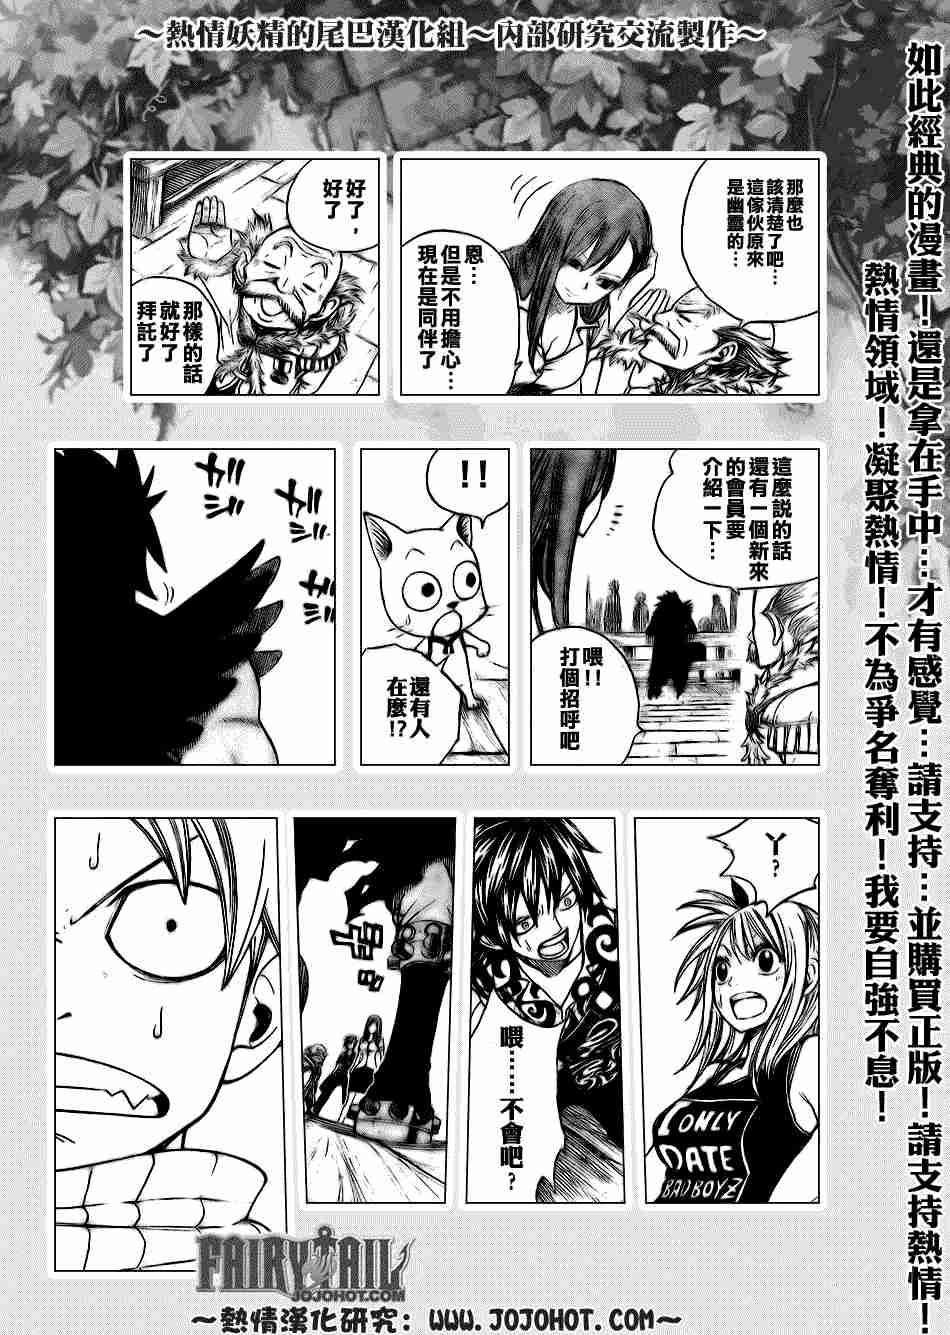 ～熱情妖精的尾巴漢化組～內部研究交流製作～
如此經典的漫畫！還是拿在手中…才有感覺…請支持…並購買正版！請支持熱情！
熱情領域！凝聚熱情！不為爭名奪利！我要自強不息！
那麼也
該清楚了吧…
這傢伙原來
是幽靈的…
恩…
但是不用擔心…
現在是同伴了
好了，
好了
那樣的話
就好了
拜託了
這麼説的話
還有一個新來
的會員要
介紹一下…
喂!!
打個招呼吧
!!
還有人
在麼!?
ㄚ?
I ONLY
DATE
BAD BOYZ
喂……不會吧?
FAIRY TAIL
JOJOHOT.COM
～熱情漢化研究: WWW.JOJOHOT.COM～